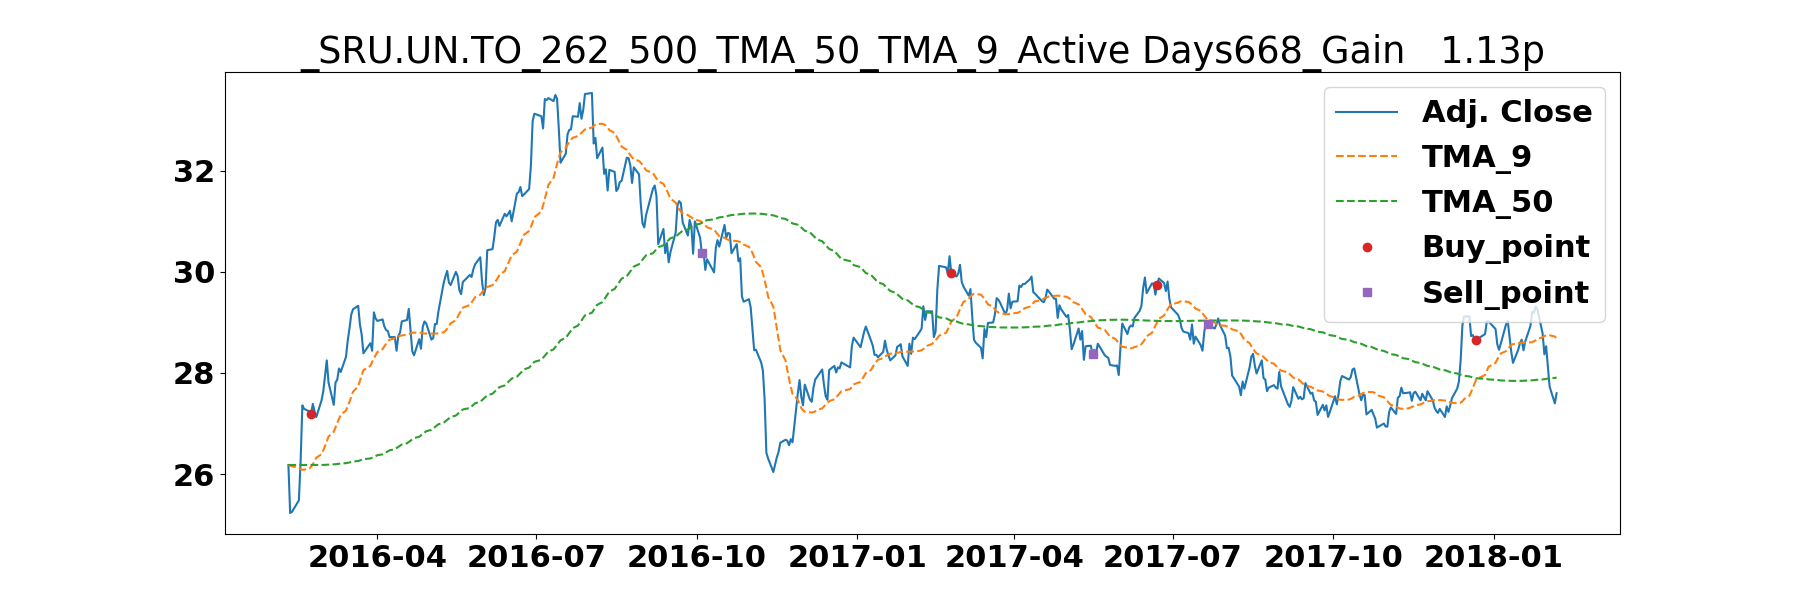 _SRU.UN.TO_262_500_TMA_50_TMA_9_Active Days668_Gain   1.13p
Adj. Close
TMA_9
TMA_50
Buy_point
Sell_point
32
30
28
26
2016-04 2016-07 2016-10 2017-01 2017-04 2017-07 2017-10 2018-01